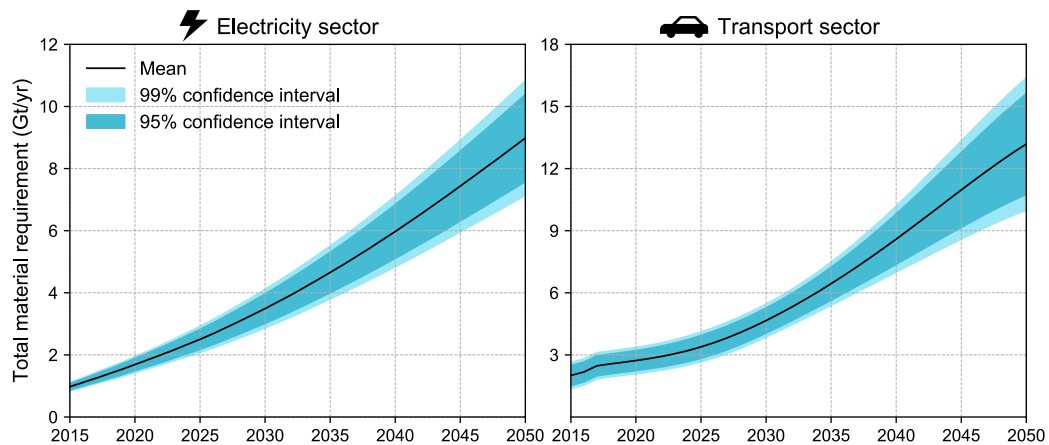 Electricity sector
Transport sector
Total material requirement (Gt/yr)
12
10
8
6
4
2
0
Mean
99% confidence interval
95% confidence interval
2015 2020 2025 2030 2035 2040 2045 2050
18
15
12
9
6
3
2015 2020 2025 2030 2035 2040 2045 2050